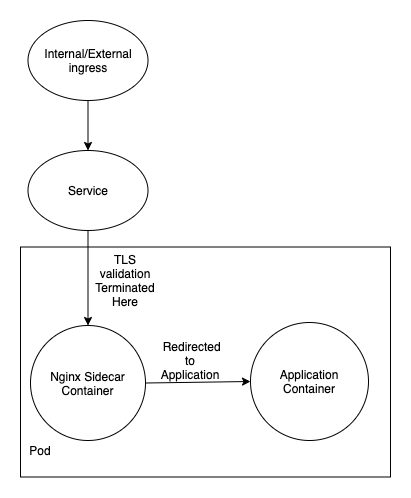 Internal/External
ingress
Service
TLS
validation
Terminated
Here
Nginx Sidecar
Container
Redirected
to
Application
Application
Container
Pod